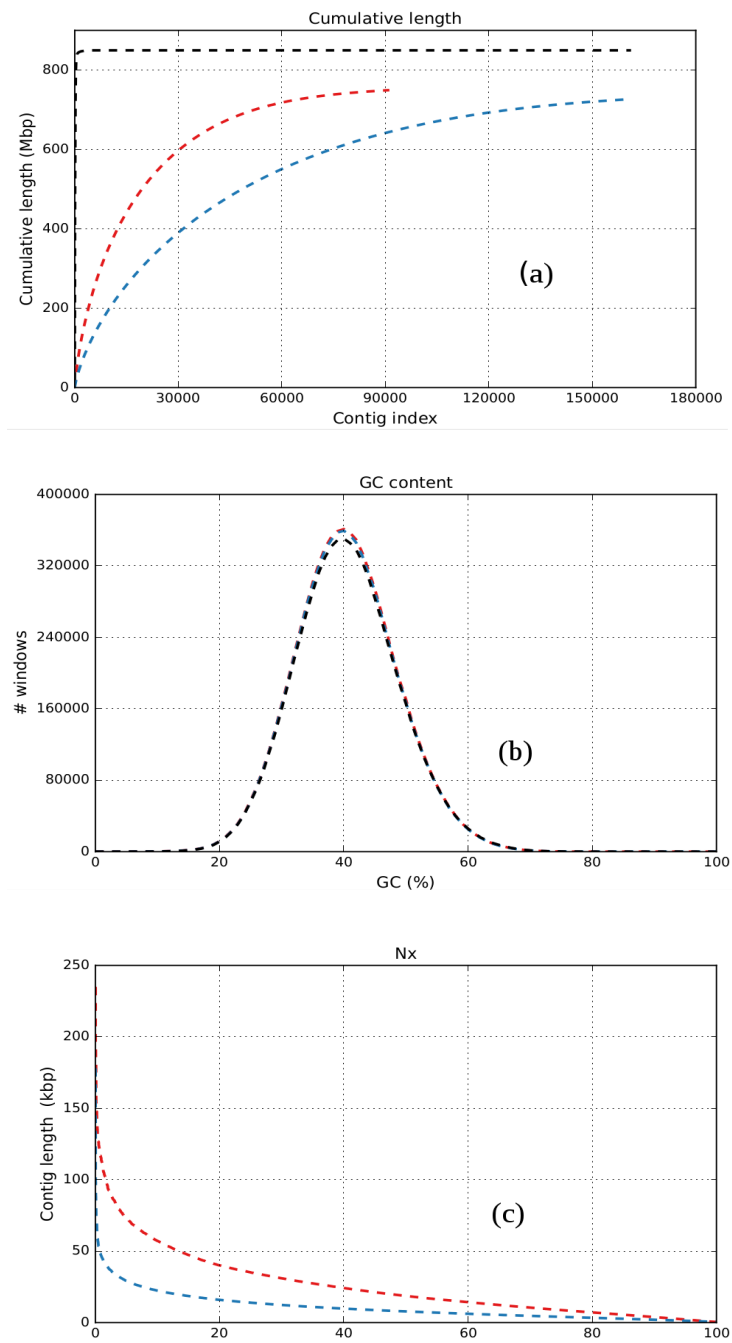 Cumulative length
800
600
400
200
0
Cumulative length (Mbp)
(a)
0 30000 60000 90000 120000 150000 180000
Contig index
GC content
400000
320000
240000
160000
80000
0
# windows
(b)
0 20 40 60 80 100
GC (%)
Nx
250
200
150
100
50
0
Contig length (kbp)
(c)
0 20 40 60 80 100